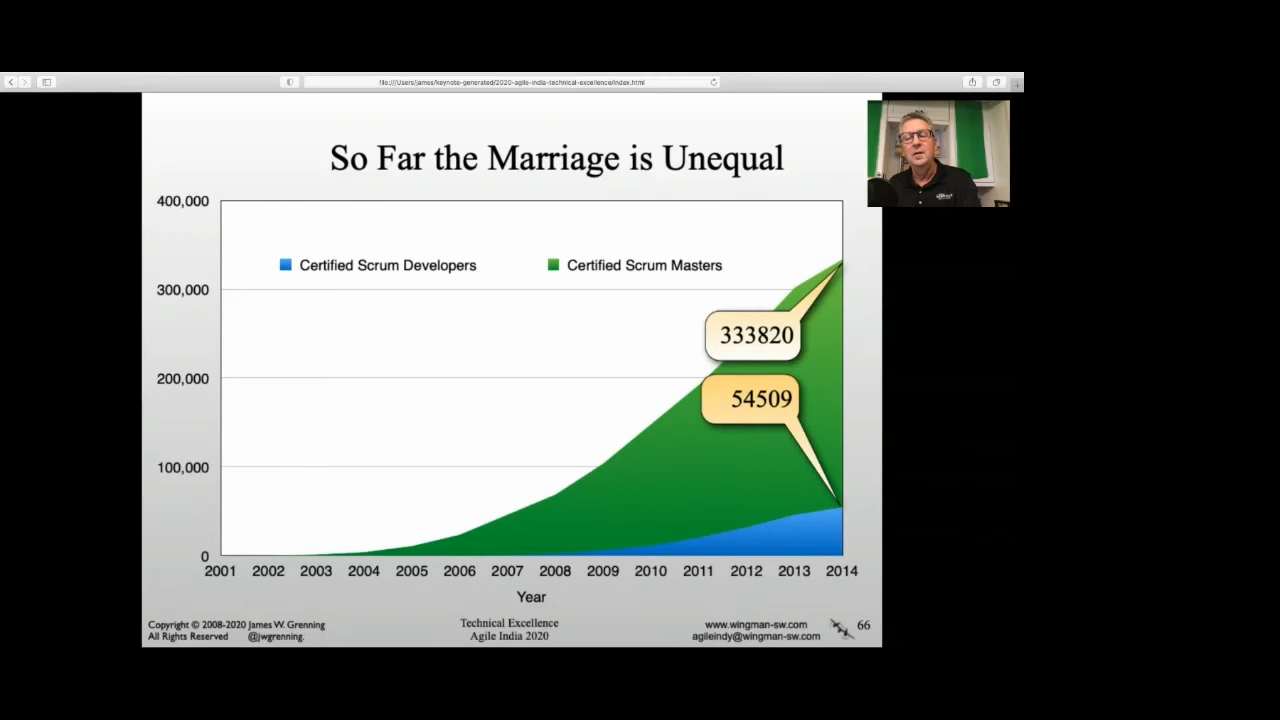 file:///Users/james/keynote-generated/2020-agile-india-technical-excellence/index.html
So Far the Marriage is Unequal
400,000
Certified Scrum Developers
Certified Scrum Masters
300,000
333820
200,000
54509
100,000
0
2001 2002 2003 2004 2005 2006 2007 2008 2009 2010 2011 2012 2013 2014
Year
Copyright © 2008-2020 James W. Grenning
All Rights Reserved @jwgrenning.
Technical Excellence
Agile India 2020
www.wingman-sw.com
agileindy@wingman-sw.com
66